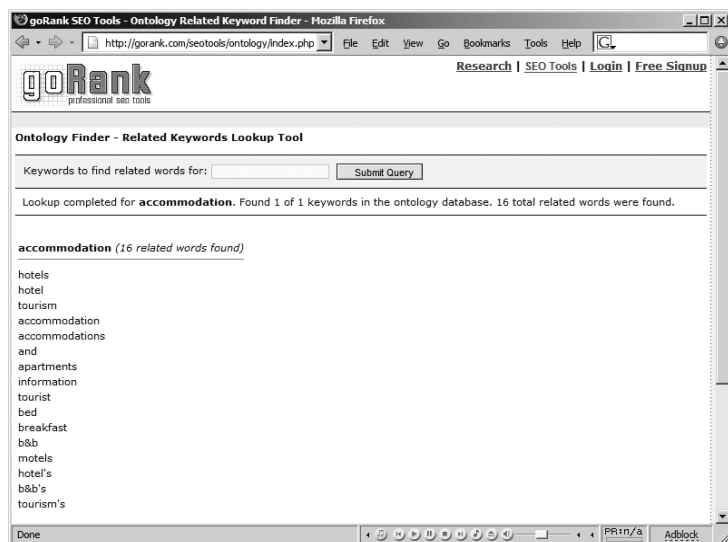 goRank SEO Tools - Ontology Related Keyword Finder - Mozilla Firefox
http://gorank.com/seotools/ontology/index.php File Edit View Go Bookmarks Tools Help G
Research | SEO Tools | Login | Free Signup
goRank
professional seo tools
Ontology Finder - Related Keywords Lookup Tool
Keywords to find related words for: Submit Query
Lookup completed for accommodation. Found 1 of 1 keywords in the ontology database. 16 total related words were found.
accommodation (16 related words found)
hotels
hotel
tourism
accommodation
accommodations
and
apartments
information
tourist
bed
breakfast
b&b
motels
hotel's
b&b's
tourism's
Done PR:n/a Adblock